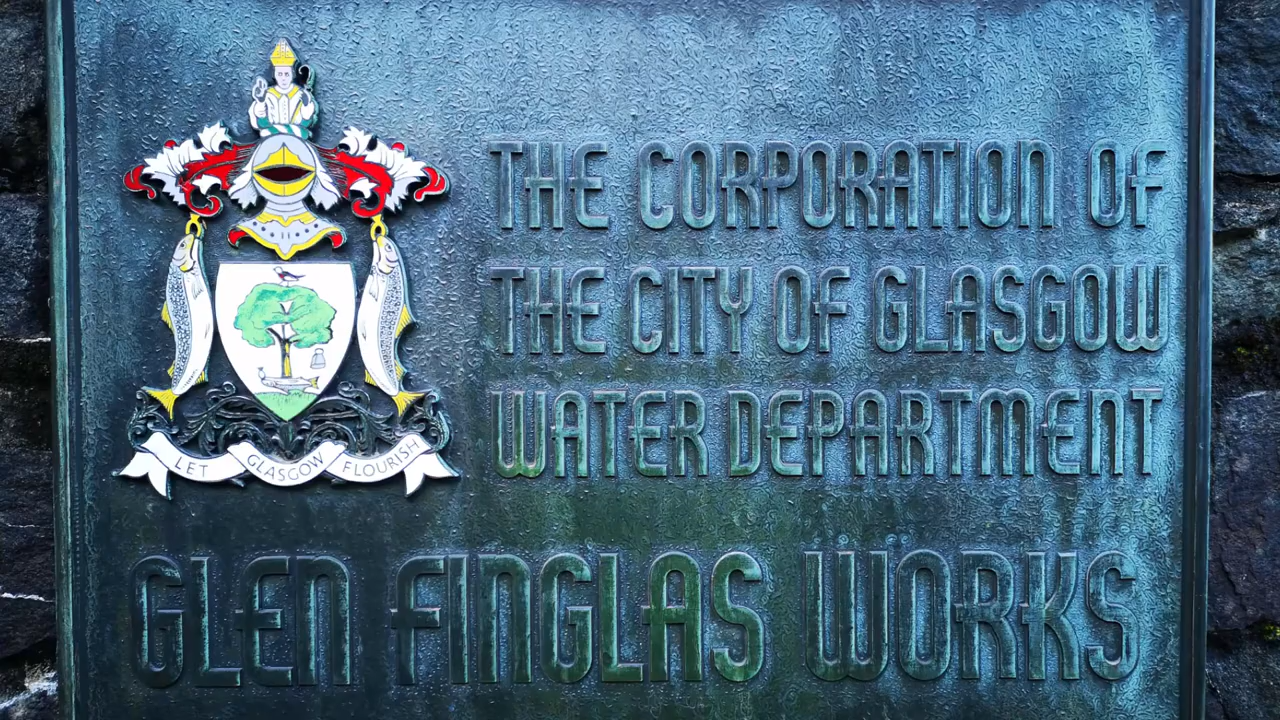 THE CORPORATION OF
THE CITY OF GLASGOW
WATER DEPARTMENT
LET GLASGOW FLOURISH
GLEN FINGLAS WORKS